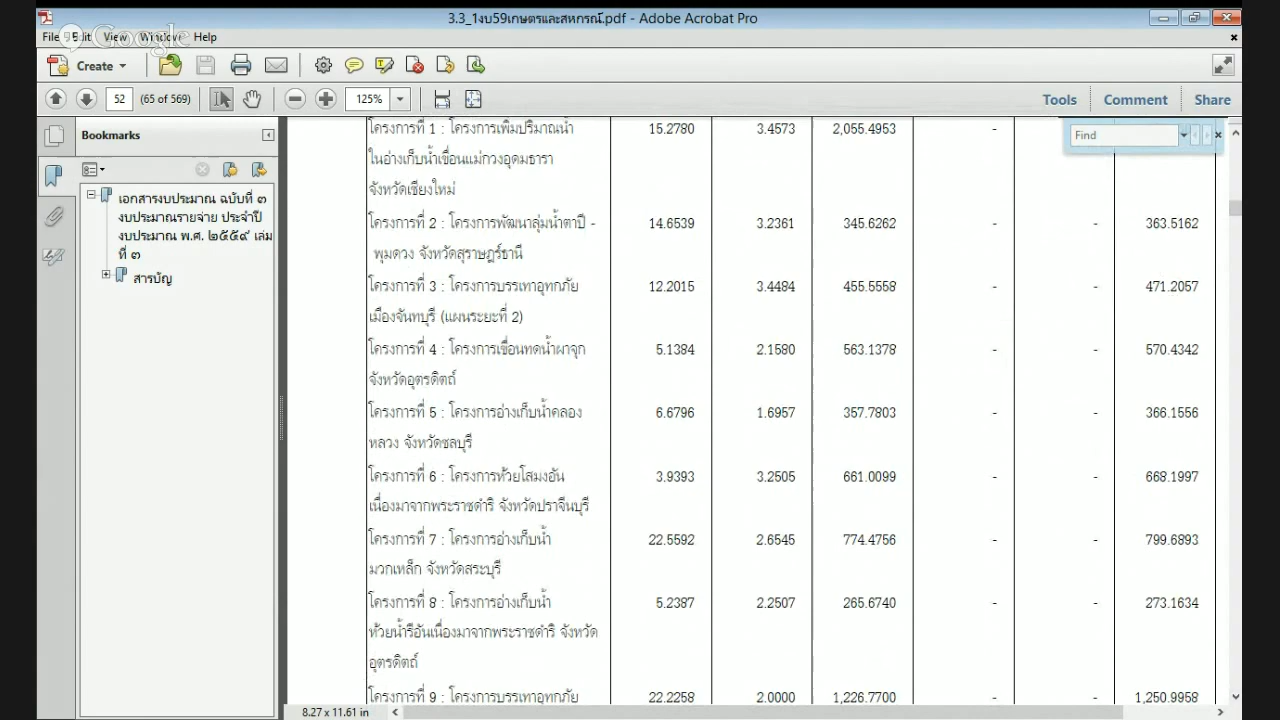 3.3_1งบ59เกษตรและสหกรณ์.pdf - Adobe Acrobat Pro
File Edit View Window Help
Google
Create
52 (65 of 569) 125% Tools Comment Share
Bookmarks
Find
เอกสารงบประมาณ ฉบับที่ ๓
งบประมาณรายจ่าย ประจำปี
งบประมาณ พ.ศ. ๒๕๕๙ เล่ม
ที่ ๓
สารบัญ
โครงการที่ 1 : โครงการเพิ่มปริมาณน้ำ 15.2780 3.4573 2,055.4953 -
ในอ่างเก็บน้ำเขื่อนแม่กวงอุดมธารา
จังหวัดเชียงใหม่
โครงการที่ 2 : โครงการพัฒนาลุ่มน้ำตาปี - 14.6539 3.2361 345.6262 - - 363.5162
พุมดวง จังหวัดสุราษฎร์ธานี
โครงการที่ 3 : โครงการบรรเทาอุทกภัย 12.2015 3.4484 455.5558 - - 471.2057
เมืองจันทบุรี (แผนระยะที่ 2)
โครงการที่ 4 : โครงการเขื่อนทดน้ำผาจุก 5.1384 2.1580 563.1378 - - 570.4342
จังหวัดอุตรดิตถ์
โครงการที่ 5 : โครงการอ่างเก็บน้ำคลอง 6.6796 1.6957 357.7803 - - 366.1556
หลวง จังหวัดชลบุรี
โครงการที่ 6 : โครงการห้วยโสมงอัน 3.9393 3.2505 661.0099 - - 668.1997
เนื่องมาจากพระราชดำริ จังหวัดปราจีนบุรี
โครงการที่ 7 : โครงการอ่างเก็บน้ำ 22.5592 2.6545 774.4756 - - 799.6893
มวกเหล็ก จังหวัดสระบุรี
โครงการที่ 8 : โครงการอ่างเก็บน้ำ 5.2387 2.2507 265.6740 - - 273.1634
ห้วยน้ำรีอันเนื่องมาจากพระราชดำริ จังหวัด
อุตรดิตถ์
โครงการที่ 9 : โครงการบรรเทาอุทกภัย 22.2258 2.0000 1,226.7700 - - 1,250.9958
8.27 x 11.61 in